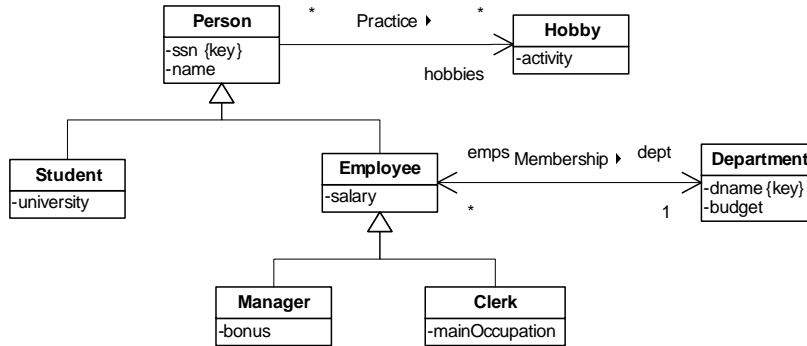 Person
-ssn {key}
-name
* Practice *
hobbies
Hobby
-activity
Student
-university
Employee
-salary
emps Membership dept
* 1
Department
-dname {key}
-budget
Manager
-bonus
Clerk
-mainOccupation